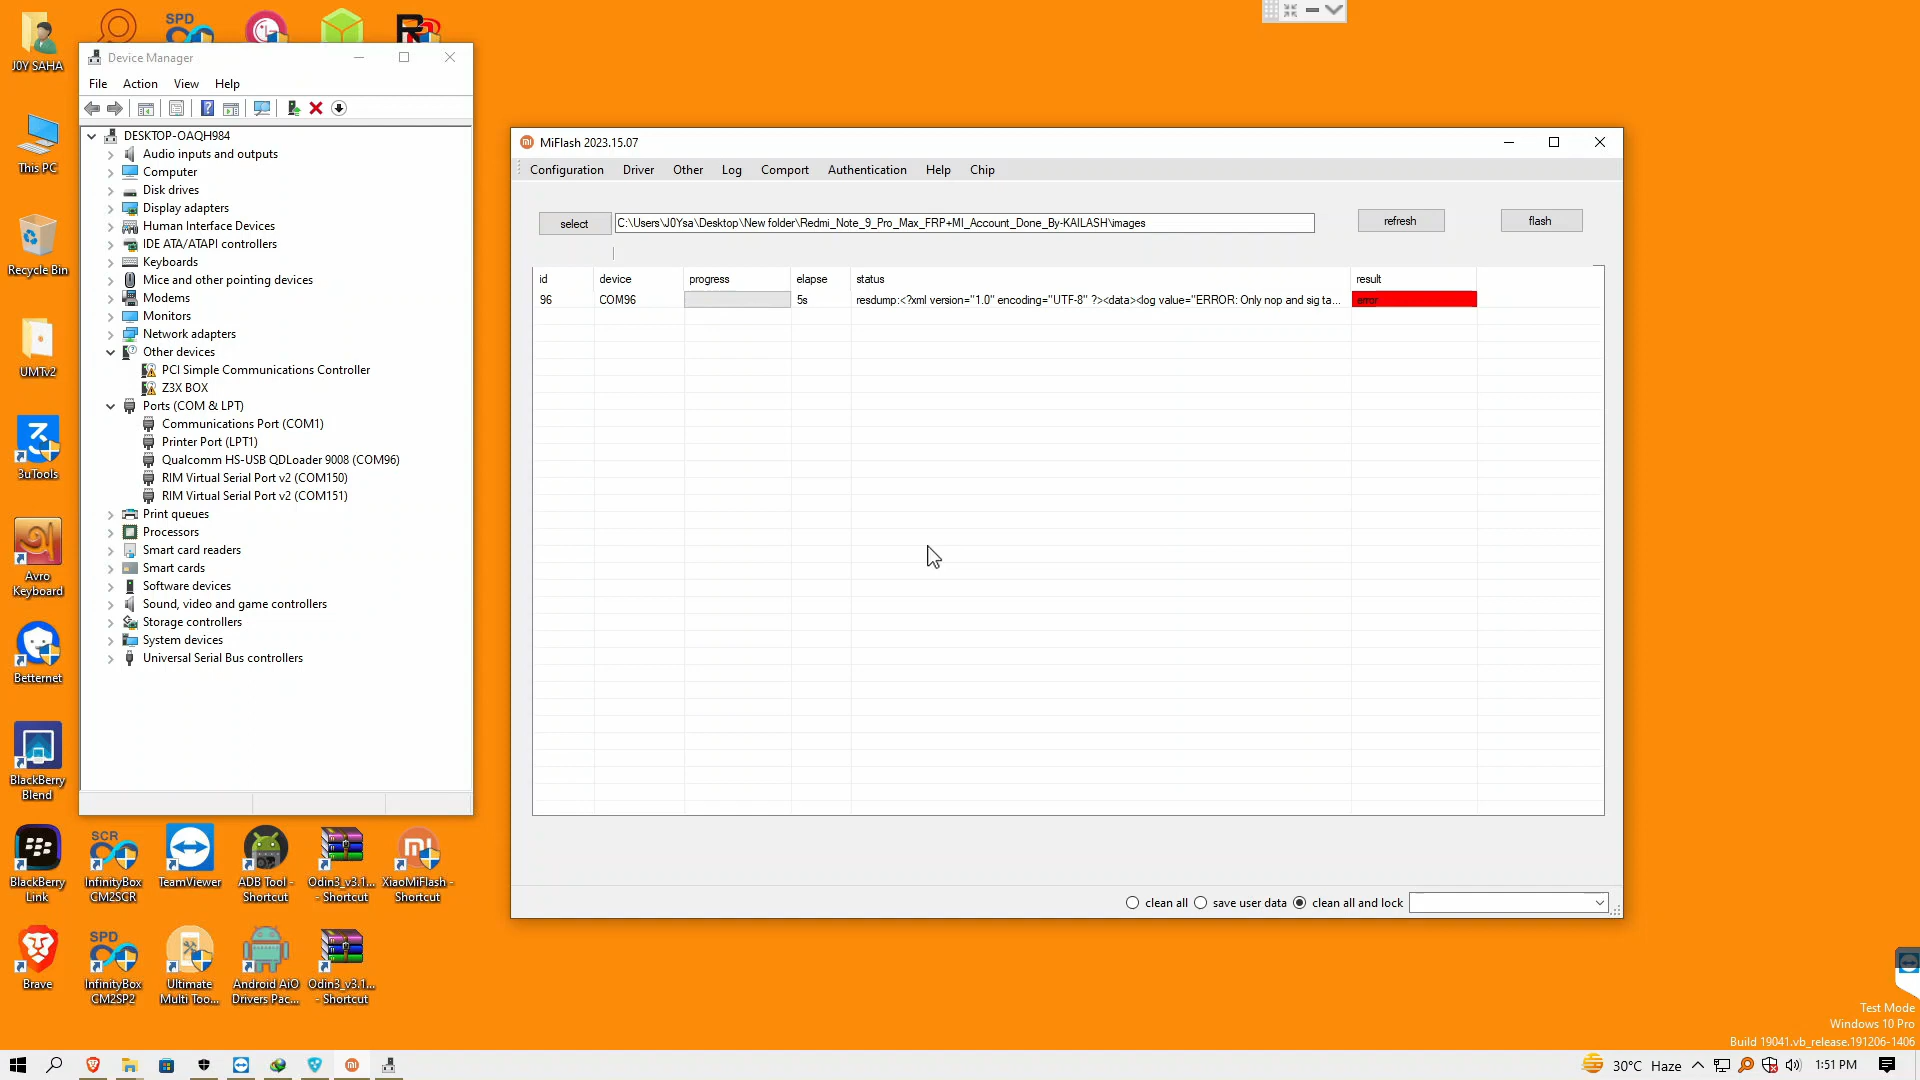 J0Y SAHA
This PC
Recycle Bin
UMTv2
3uTools
Avro
Keyboard
Betternet
BlackBerry
Blend
BlackBerry
Link
Brave
SPD
Device Manager
File Action View Help
DESKTOP-OAQH984
Audio inputs and outputs
Computer
Disk drives
Display adapters
Human Interface Devices
IDE ATA/ATAPI controllers
Keyboards
Mice and other pointing devices
Modems
Monitors
Network adapters
Other devices
PCI Simple Communications Controller
Z3X BOX
Ports (COM & LPT)
Communications Port (COM1)
Printer Port (LPT1)
Qualcomm HS-USB QDLoader 9008 (COM96)
RIM Virtual Serial Port v2 (COM150)
RIM Virtual Serial Port v2 (COM151)
Print queues
Processors
Smart card readers
Smart cards
Software devices
Sound, video and game controllers
Storage controllers
System devices
Universal Serial Bus controllers
MiFlash 2023.15.07
Configuration Driver Other Log Comport Authentication Help Chip
select C:\Users\J0Ysa\Desktop\New folder\Redmi_Note_9_Pro_Max_FRP+MI_Account_Done_By-KAILASH\images refresh flash
id device progress elapse status result
96 COM96 5s resdump:<?xml version="1.0" encoding="UTF-8" ?><data><log value="ERROR: Only nop and sig ta... error
clean all save user data clean all and lock
SCR
InfinityBox
CM2SCR
TeamViewer
ADB Tool -
Shortcut
Odin3_v3.1...
- Shortcut
XiaoMiFlash -
Shortcut
SPD
InfinityBox
CM2SP2
Ultimate
Multi Too...
Android AiO
Drivers Pac...
Odin3_v3.1...
- Shortcut
Test Mode
Windows 10 Pro
Build 19041.vb_release.191206-1406
30°C Haze 1:51 PM